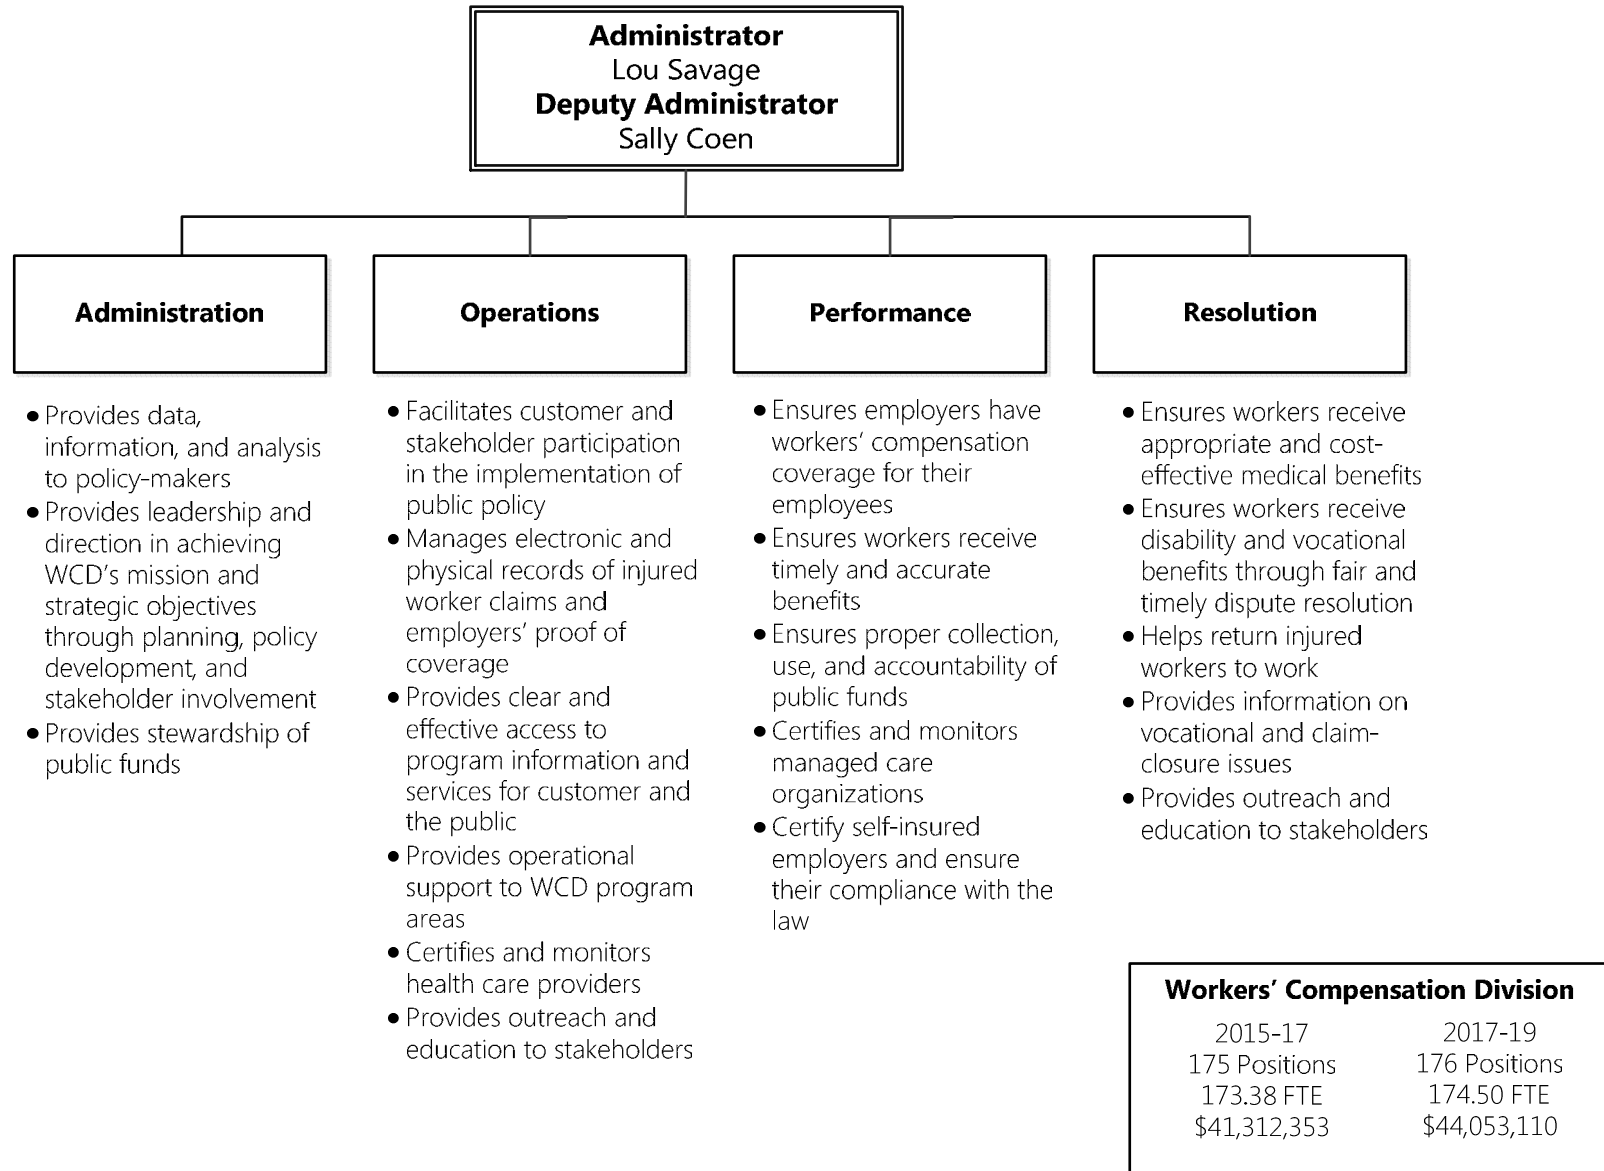 Administrator
Lou Savage
Deputy Administrator
Sally Coen
Administration
● Provides data,
information, and analysis
to policy-makers
● Provides leadership and
direction in achieving
WCD's mission and
strategic objectives
through planning, policy
development, and
stakeholder involvement
● Provides stewardship of
public funds
Operations
● Facilitates customer and
stakeholder participation
in the implementation of
public policy
● Manages electronic and
physical records of injured
worker claims and
employers' proof of
coverage
● Provides clear and
effective access to
program information and
services for customer and
the public
● Provides operational
support to WCD program
areas
● Certifies and monitors
health care providers
● Provides outreach and
education to stakeholders
Performance
● Ensures employers have
workers' compensation
coverage for their
employees
● Ensures workers receive
timely and accurate
benefits
● Ensures proper collection,
use, and accountability of
public funds
● Certifies and monitors
managed care
organizations
● Certify self-insured
employers and ensure
their compliance with the
law
Resolution
● Ensures workers receive
appropriate and cost-
effective medical benefits
● Ensures workers receive
disability and vocational
benefits through fair and
timely dispute resolution
● Helps return injured
workers to work
● Provides information on
vocational and claim-
closure issues
● Provides outreach and
education to stakeholders
Workers' Compensation Division
2015-17
175 Positions
173.38 FTE
$41,312,353
2017-19
176 Positions
174.50 FTE
$44,053,110